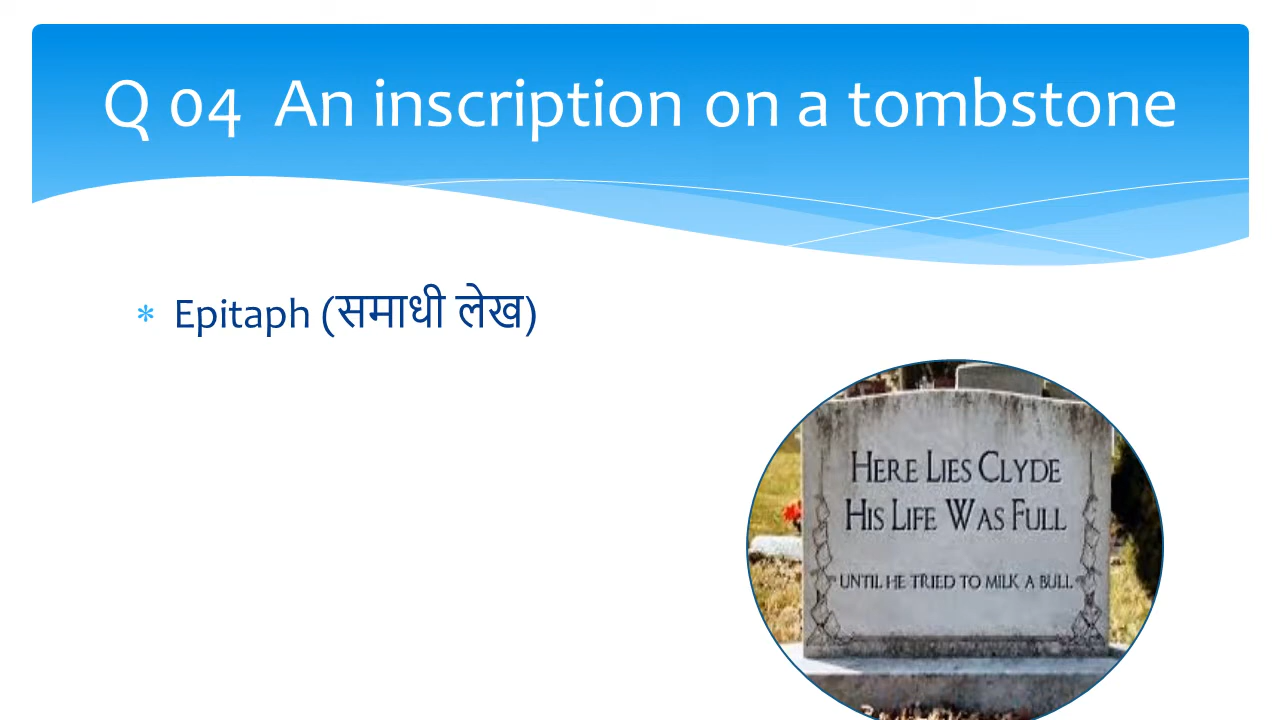 Q 04 An inscription on a tombstone
* Epitaph (समाधी लेख)
HERE LIES CLYDE
HIS LIFE WAS FULL
UNTIL HE TRIED TO MILK A BULL